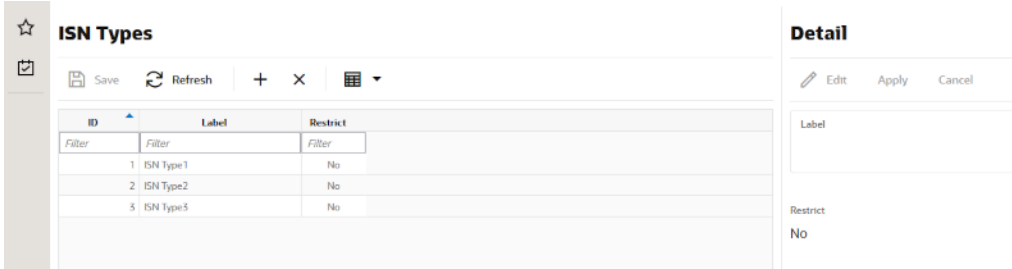 ISN Types
Save Refresh
ID Label Restrict
Filter Filter Filter
1 ISN Type1 No
2 ISN Type2 No
3 ISN Type3 No
Detail
Edit Apply Cancel
Label
Restrict
No